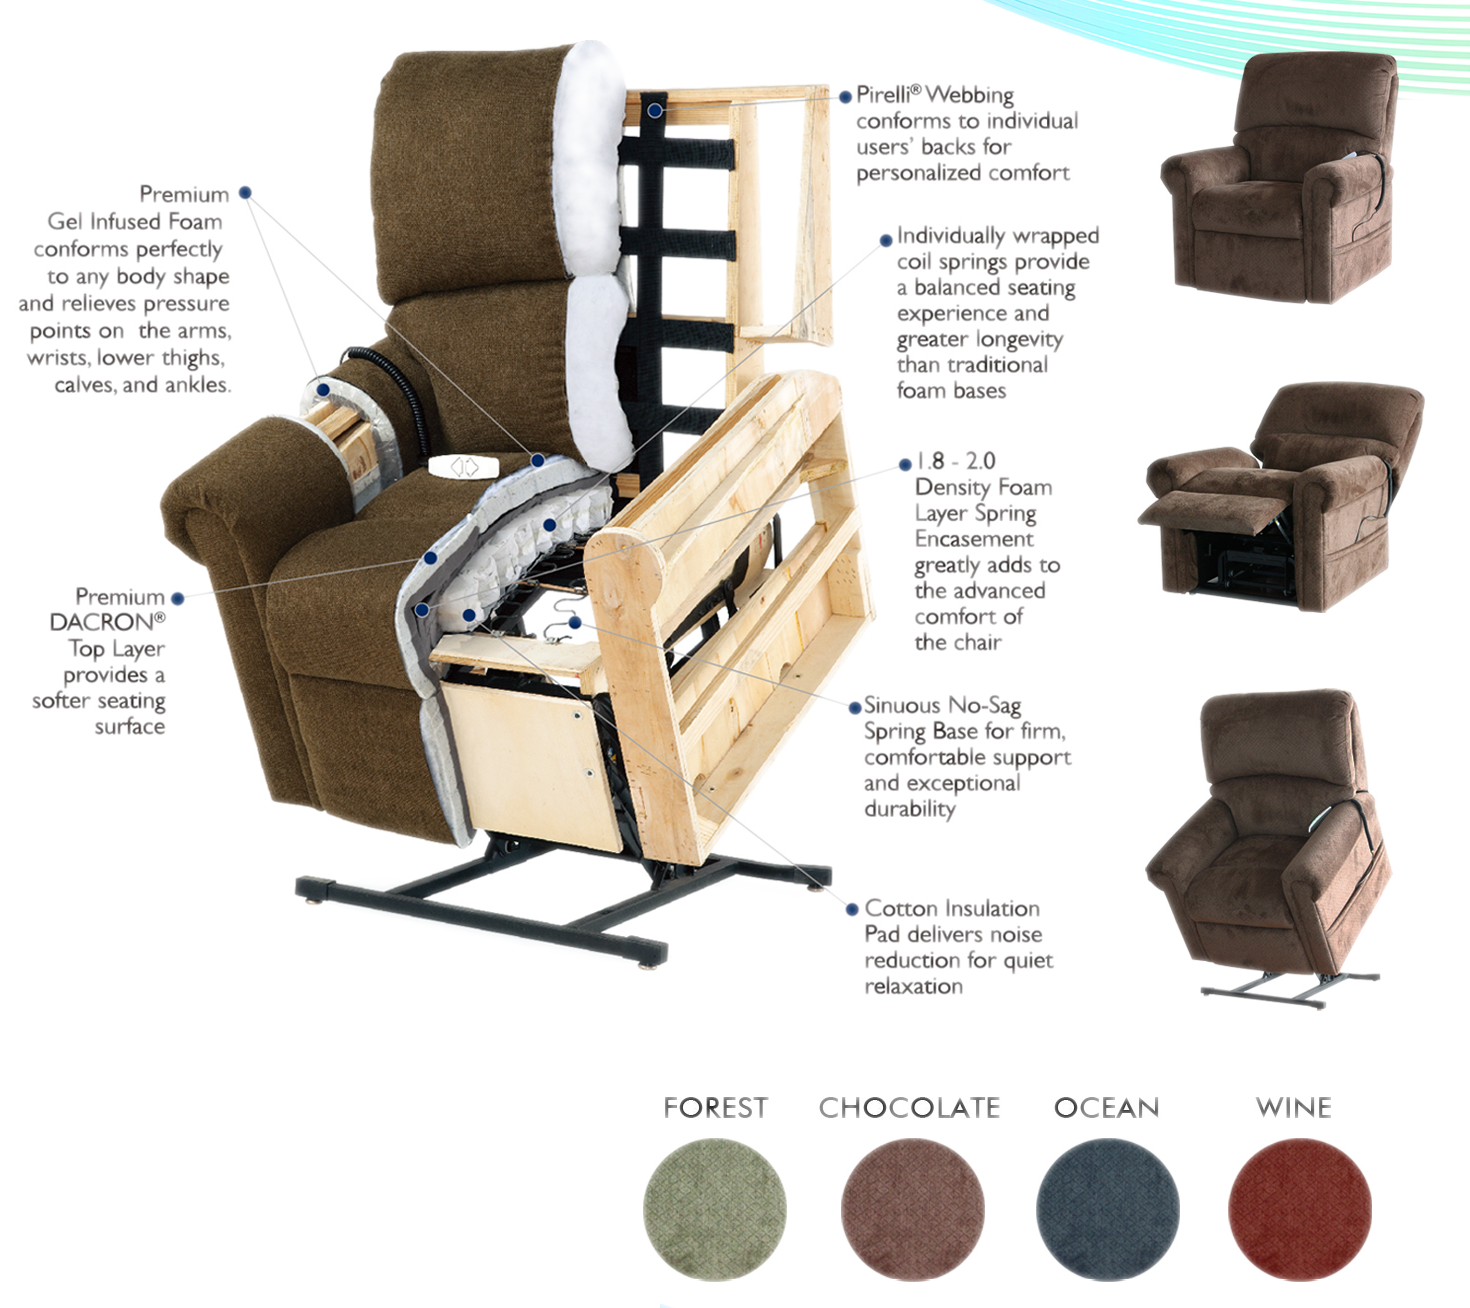 Premium
Gel Infused Foam
conforms perfectly
to any body shape
and relieves pressure
points on the arms,
wrists, lower thighs,
calves, and ankles.
Premium
DACRON®
Top Layer
provides a
softer seating
surface
Pirelli® Webbing
conforms to individual
users' backs for
personalized comfort
Individually wrapped
coil springs provide
a balanced seating
experience and
greater longevity
than traditional
foam bases
1.8 - 2.0
Density Foam
Layer Spring
Encasement
greatly adds to
the advanced
comfort of
the chair
Sinuous No-Sag
Spring Base for firm,
comfortable support
and exceptional
durability
Cotton Insulation
Pad delivers noise
reduction for quiet
relaxation
FOREST
CHOCOLATE
OCEAN
WINE